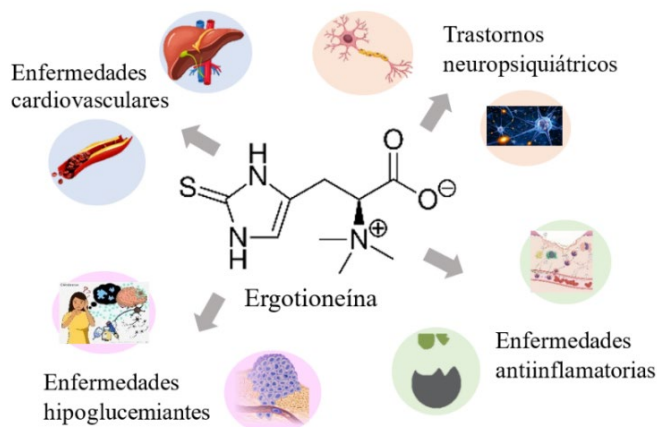 Enfermedades
cardiovasculares
Trastornos
neuropsiquiátricos
H
N
S
N
H
O
O
⊖
N
⊕
Ergotioneína
Enfermedades
hipoglucemiantes
Enfermedades
antiinflamatorias